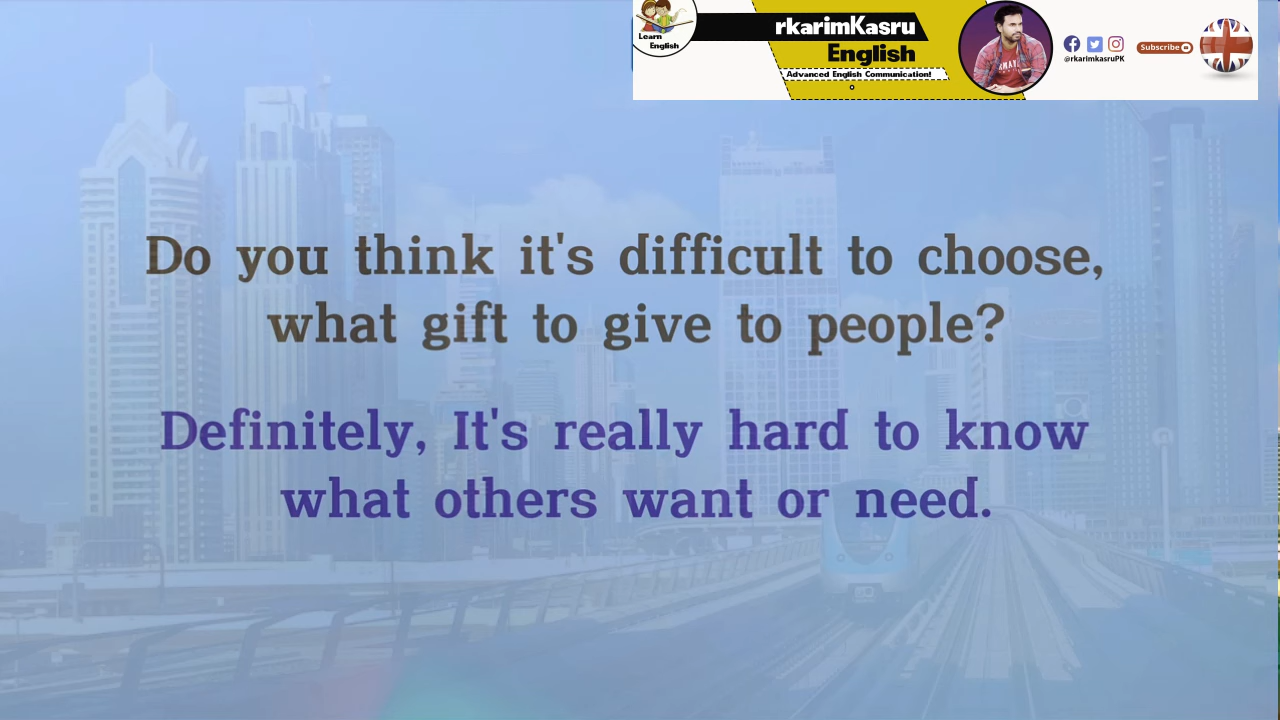 Learn
English
rkarimKasru
English
Advanced English Communication!
@rkarimkasruPK
Subscribe
Do you think it's difficult to choose,
what gift to give to people?
Definitely, It's really hard to know
what others want or need.